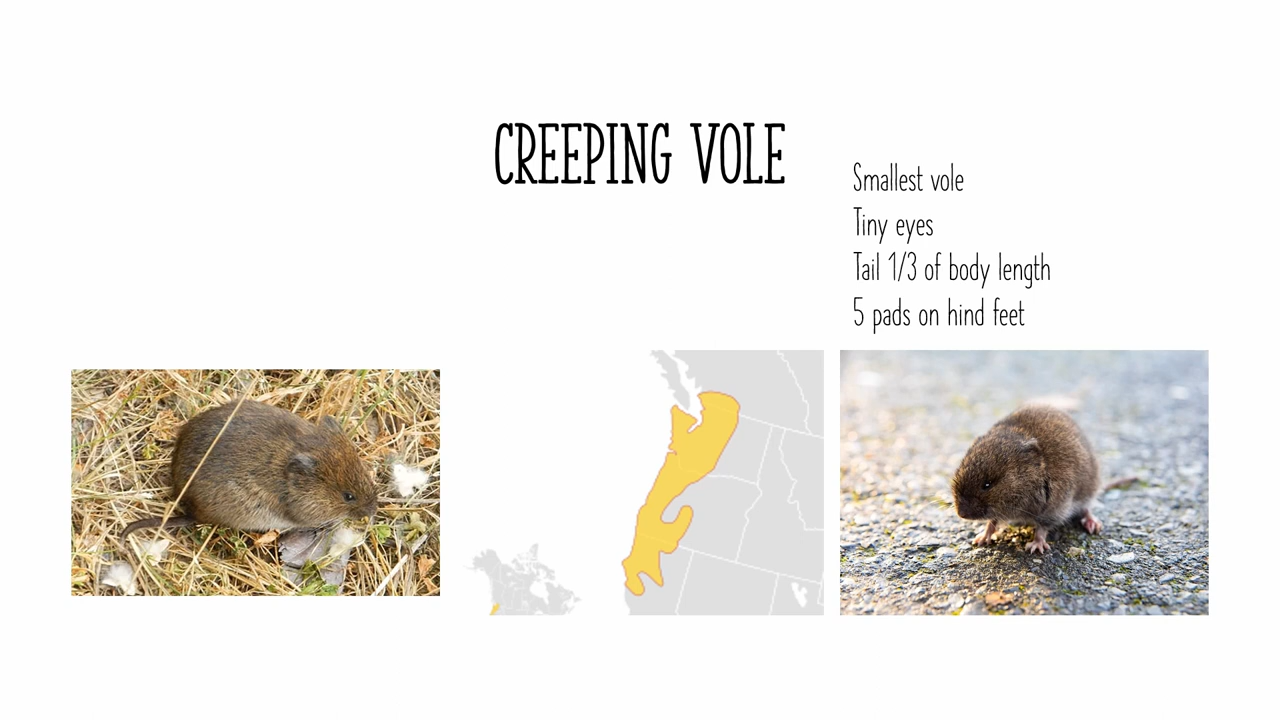 CREEPING VOLE
Smallest vole
Tiny eyes
Tail 1/3 of body length
5 pads on hind feet